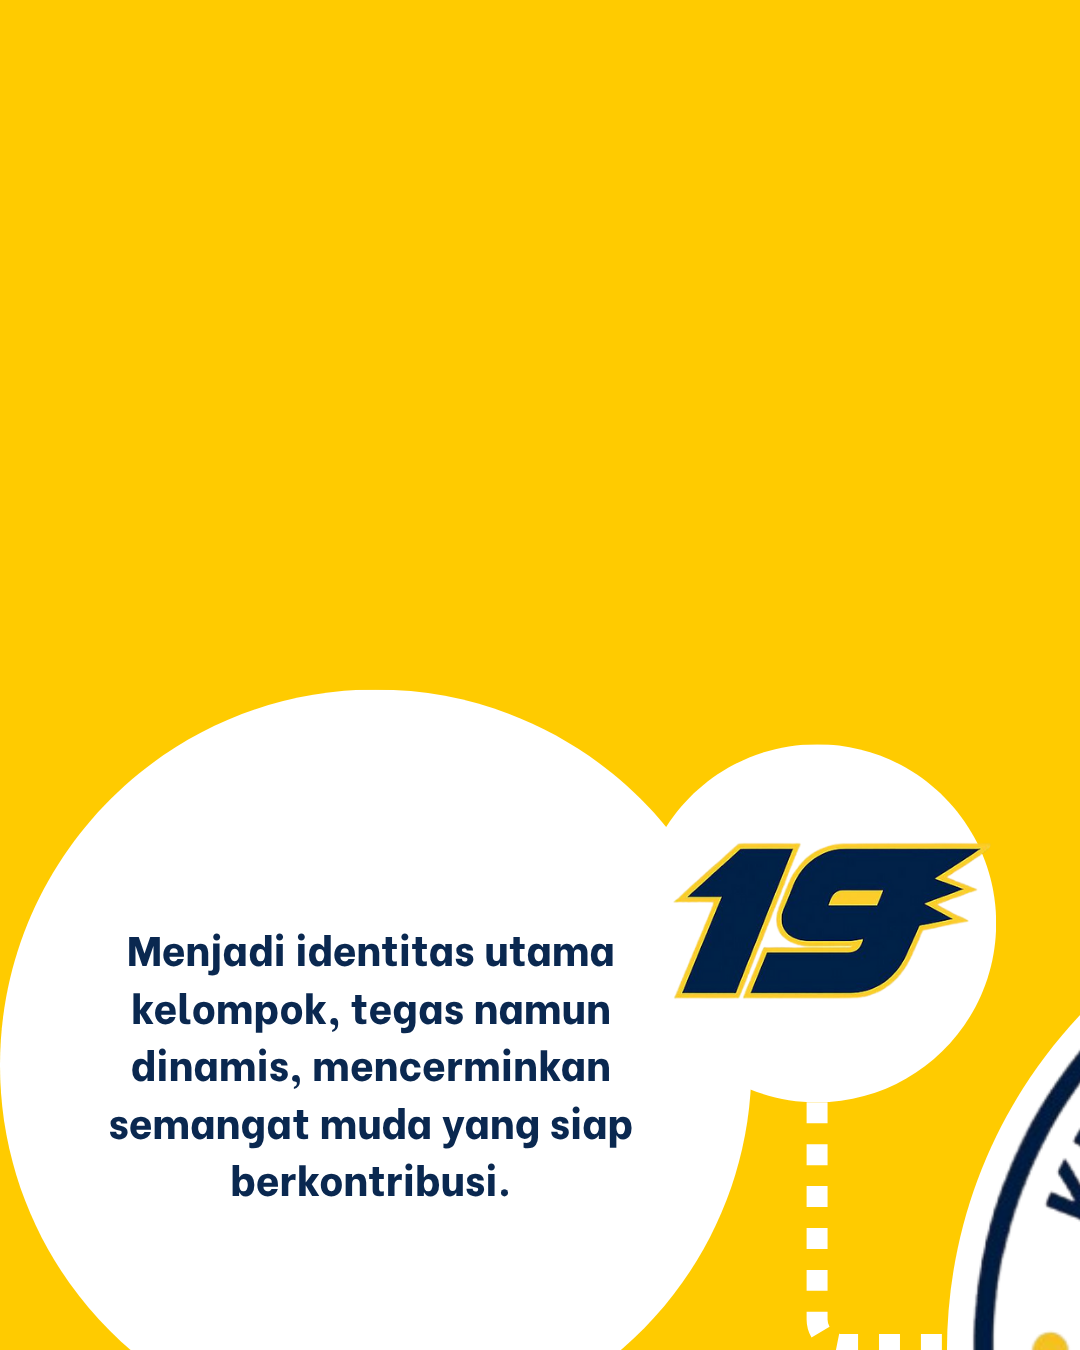 19
Menjadi identitas utama
kelompok, tegas namun
dinamis, mencerminkan
semangat muda yang siap
berkontribusi.